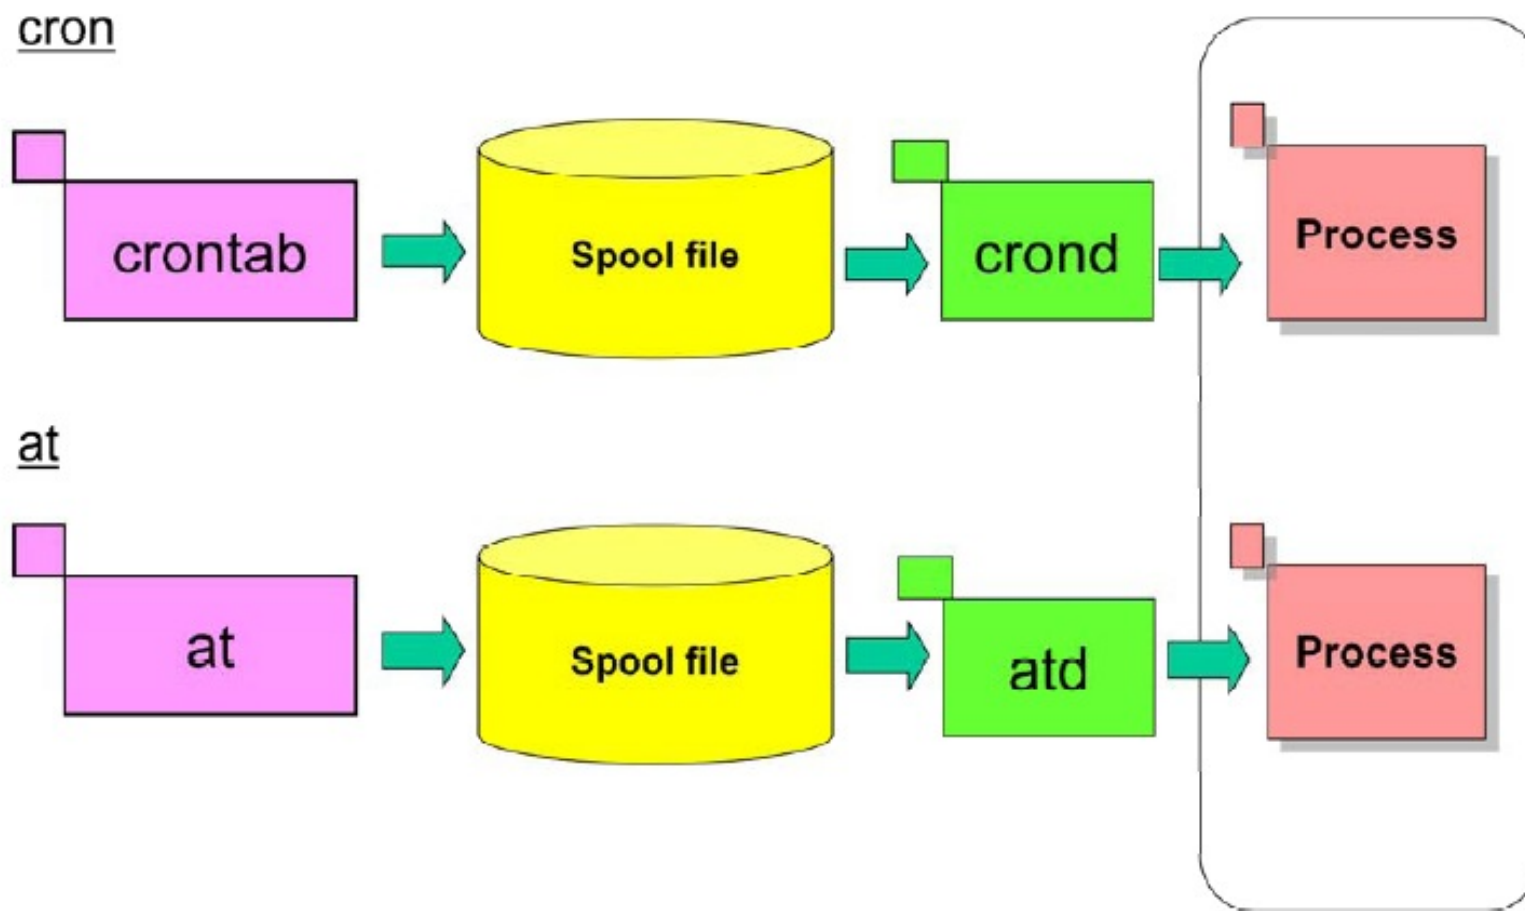 cron
crontab
Spool file
crond
Process
at
at
Spool file
atd
Process